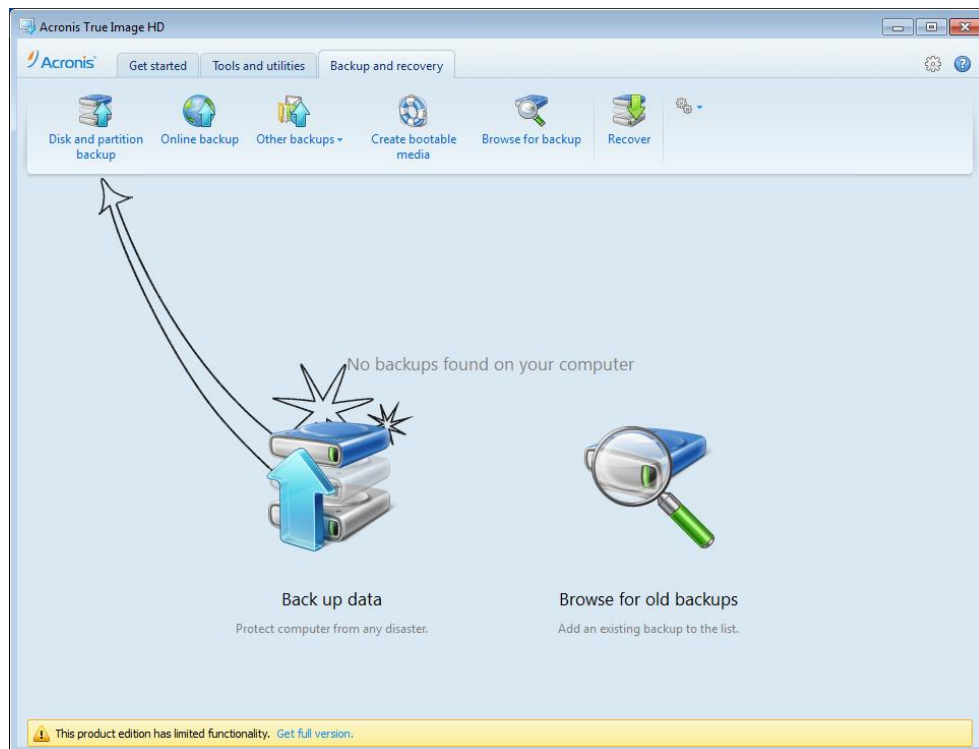 Acronis True Image HD
Acronis
Get started
Tools and utilities
Backup and recovery
Disk and partition
backup
Online backup
Other backups
Create bootable
media
Browse for backup
Recover
No backups found on your computer
Back up data
Browse for old backups
Protect computer from any disaster.
Add an existing backup to the list.
This product edition has limited functionality. Get full version.